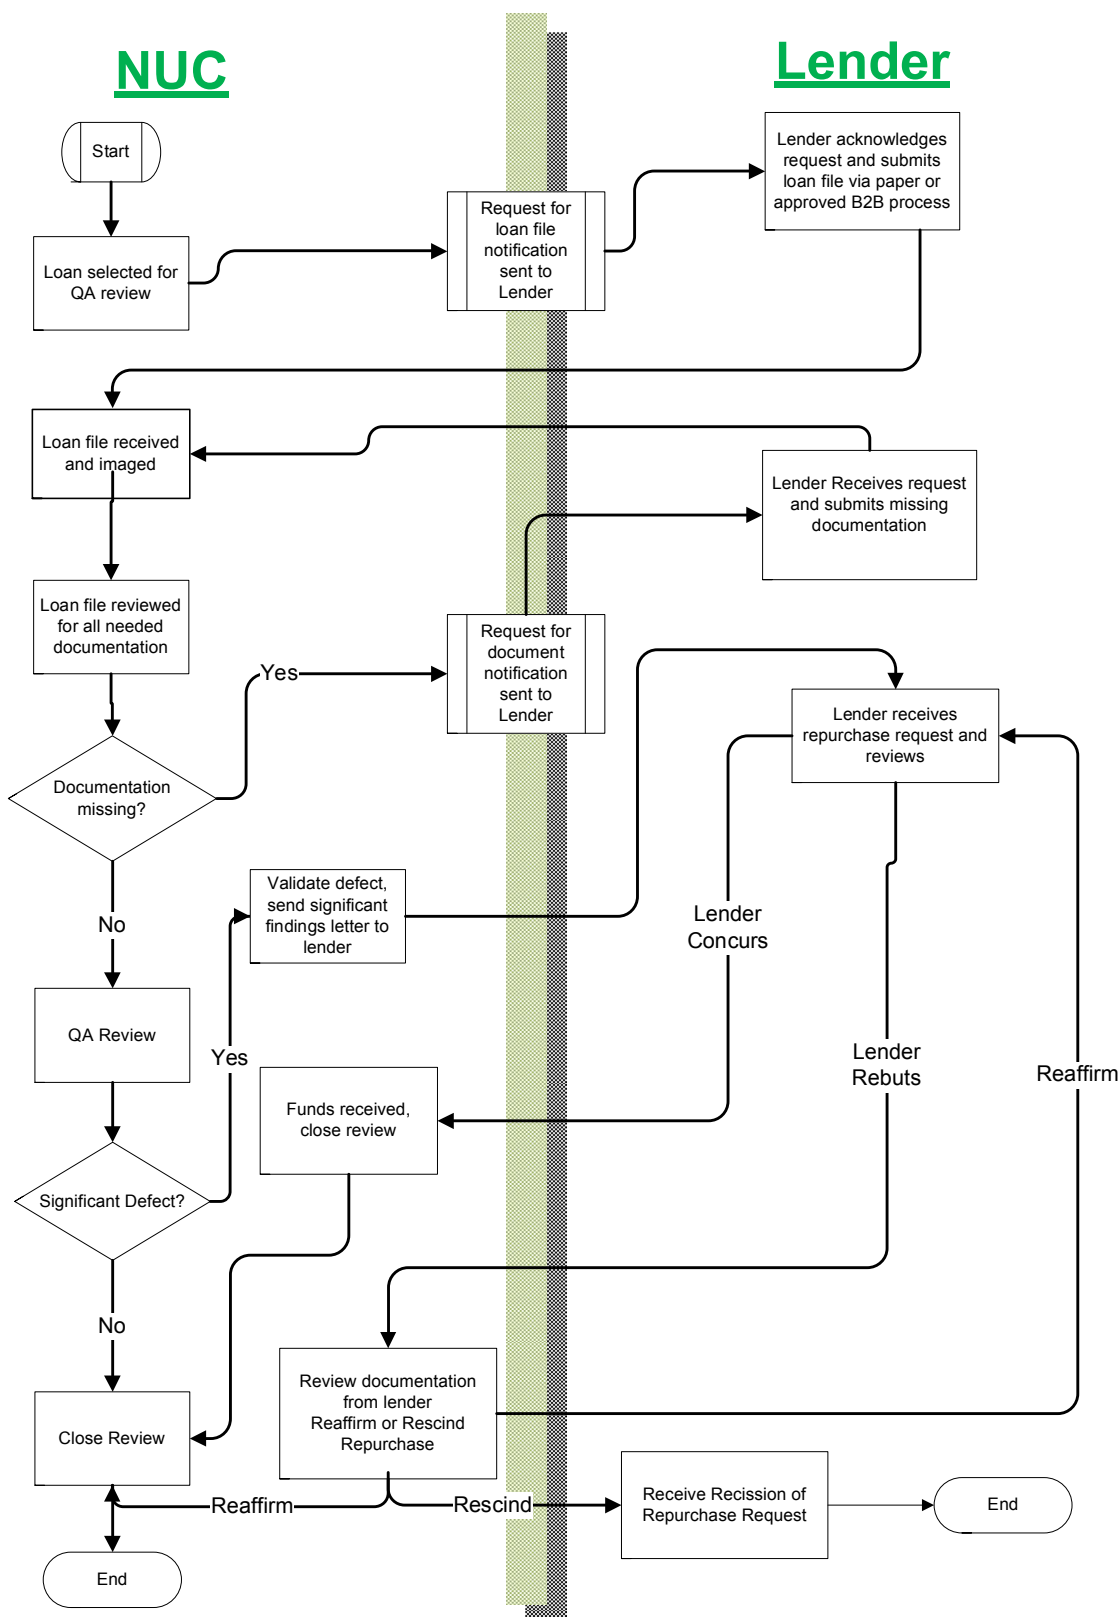 NUC
Lender
Start
Lender acknowledges
request and submits
loan file via paper or
approved B2B process
Request for
loan file
notification
sent to
Lender
Loan selected for
QA review
Loan file received
and imaged
Lender Receives request
and submits missing
documentation
Loan file reviewed
for all needed
documentation
Yes
Request for
document
notification
sent to
Lender
Lender receives
repurchase request and
reviews
Documentation
missing?
Validate defect,
send significant
findings letter to
lender
No
Lender
Concurs
QA Review
Yes
Lender
Rebuts
Reaffirm
Funds received,
close review
Significant Defect?
No
Review documentation
from lender
Reaffirm or Rescind
Repurchase
Close Review
Reaffirm
Rescind
Receive Recission of
Repurchase Request
End
End